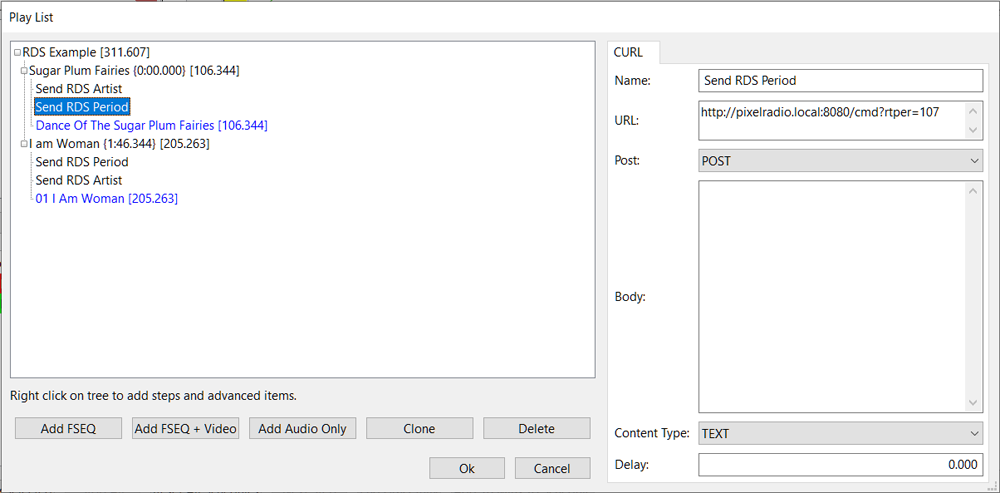 Play List
RDS Example [311.607]
Sugar Plum Fairies {0:00.000} [106.344]
Send RDS Artist
Send RDS Period
Dance Of The Sugar Plum Fairies [106.344]
I am Woman {1:46.344} [205.263]
Send RDS Period
Send RDS Artist
01 I Am Woman [205.263]
Right click on tree to add steps and advanced items.
Add FSEQ
Add FSEQ + Video
Add Audio Only
Clone
Delete
Ok
Cancel
CURL
Name:
Send RDS Period
URL:
http://pixelradio.local:8080/cmd?rtper=107
Post:
POST
Body:
Content Type:
TEXT
Delay:
0.000